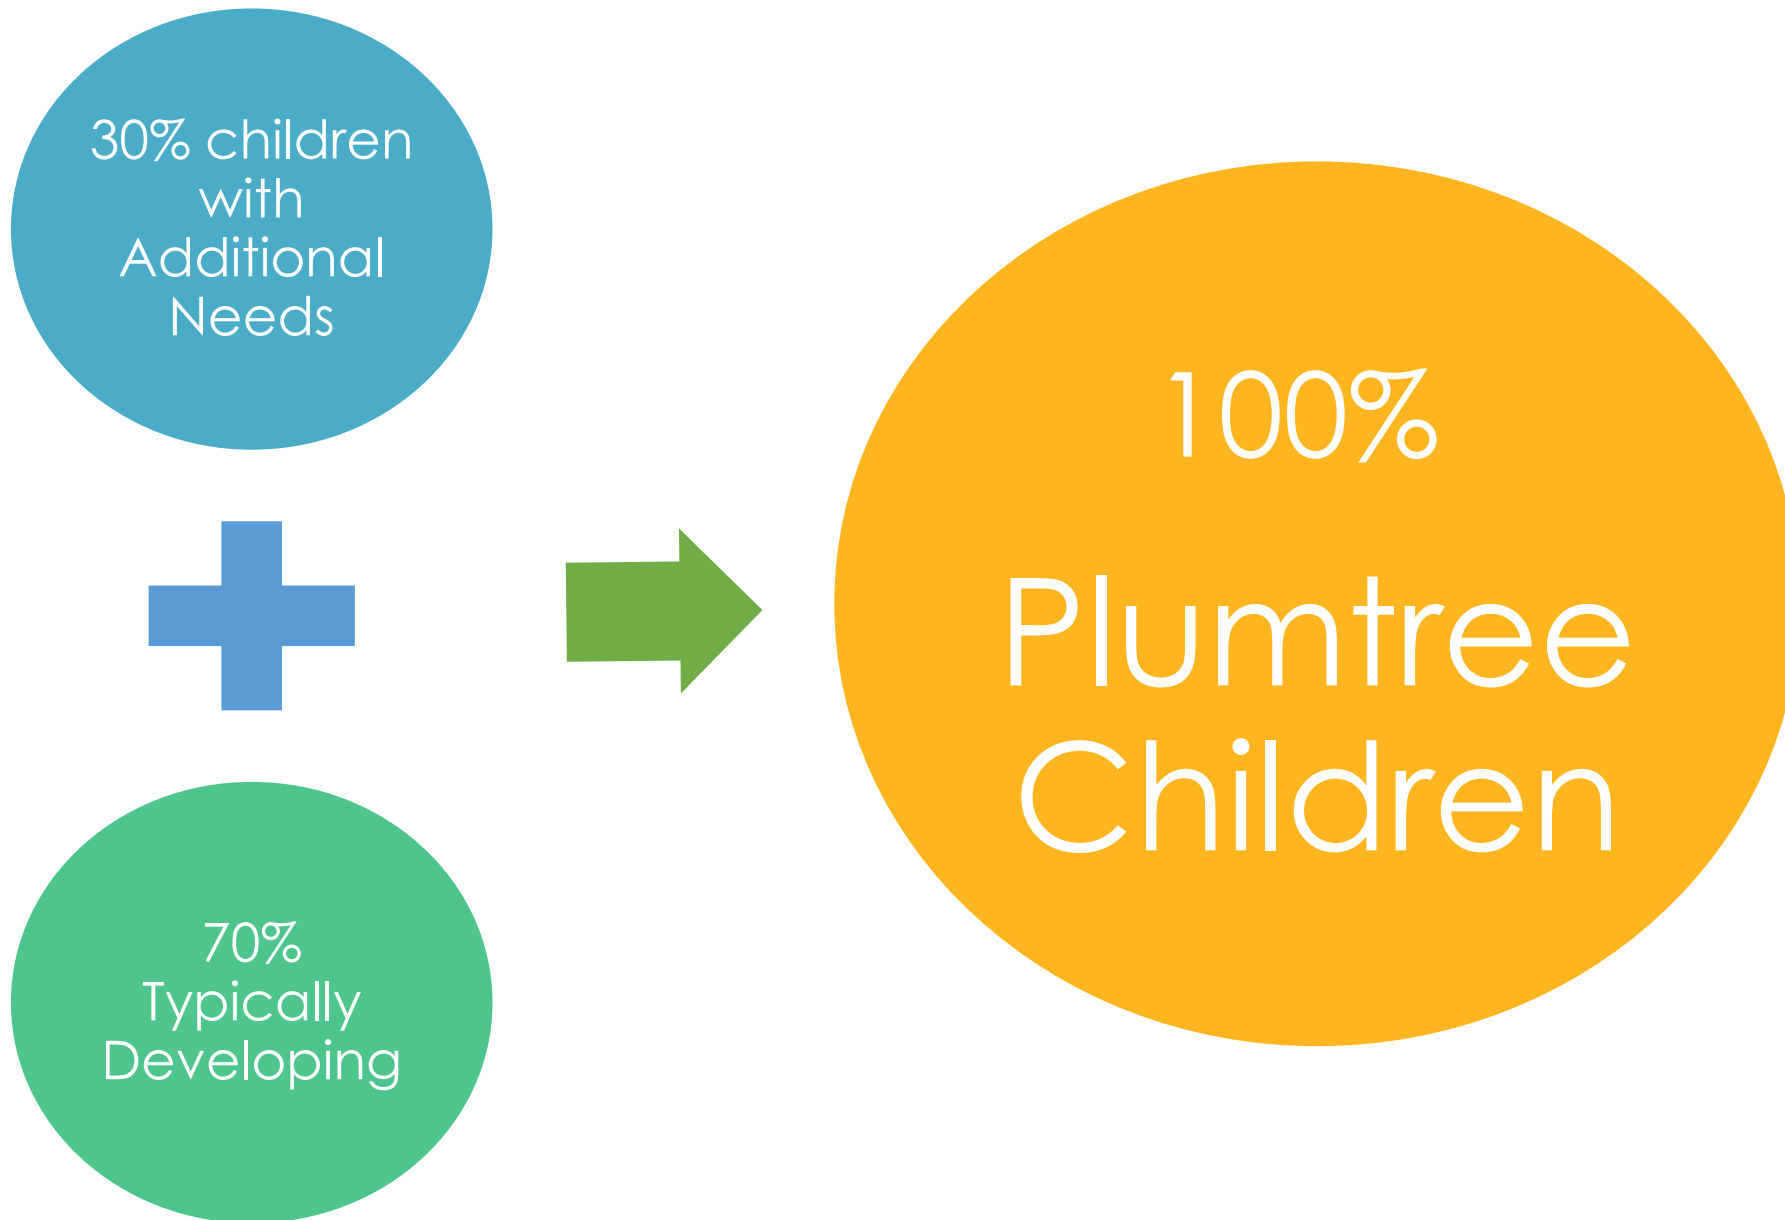 30% children
with
Additional
Needs
70%
Typically
Developing
100%
Plumtree
Children